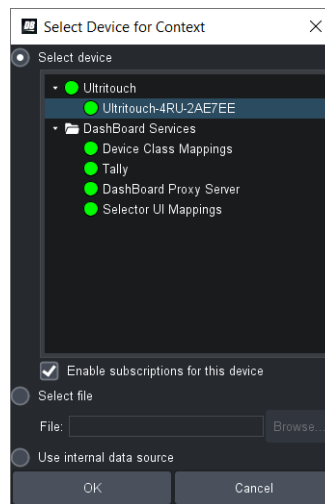 DB Select Device for Context
Select device
Ultritouch
Ultritouch-4RU-2AE7EE
DashBoard Services
Device Class Mappings
Tally
DashBoard Proxy Server
Selector UI Mappings
Enable subscriptions for this device
Select file
File: Browse...
Use internal data source
OK Cancel